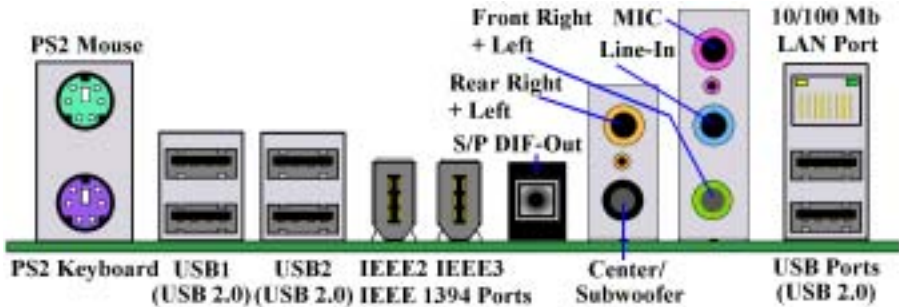 Front Right
+ Left
MIC
10/100 Mb
LAN Port
PS2 Mouse
Line-In
Rear Right
+ Left
S/P DIF-Out
PS2 Keyboard
USB1
(USB 2.0)
USB2
(USB 2.0)
IEEE2
IEEE3
IEEE 1394 Ports
Center/
Subwoofer
USB Ports
(USB 2.0)